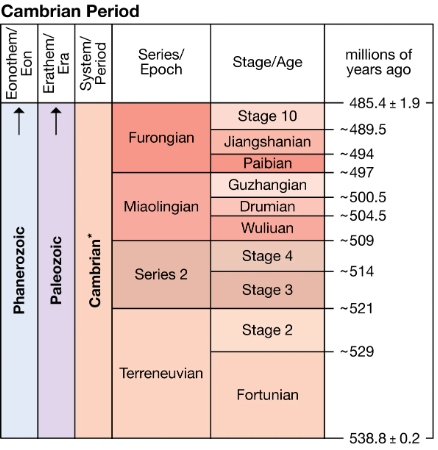 Cambrian Period
Eonothem/
Eon
Erathem/
Era
System/
Period
Series/
Epoch
Stage/Age
millions of
years ago
Phanerozoic
Paleozoic
Cambrian*
Furongian
Miaolingian
Series 2
Terreneuvian
Stage 10
Jiangshanian
Paibian
Guzhangian
Drumian
Wuliuan
Stage 4
Stage 3
Stage 2
Fortunian
485.4 ± 1.9
~489.5
~494
~497
~500.5
~504.5
~509
~514
~521
~529
538.8 ± 0.2